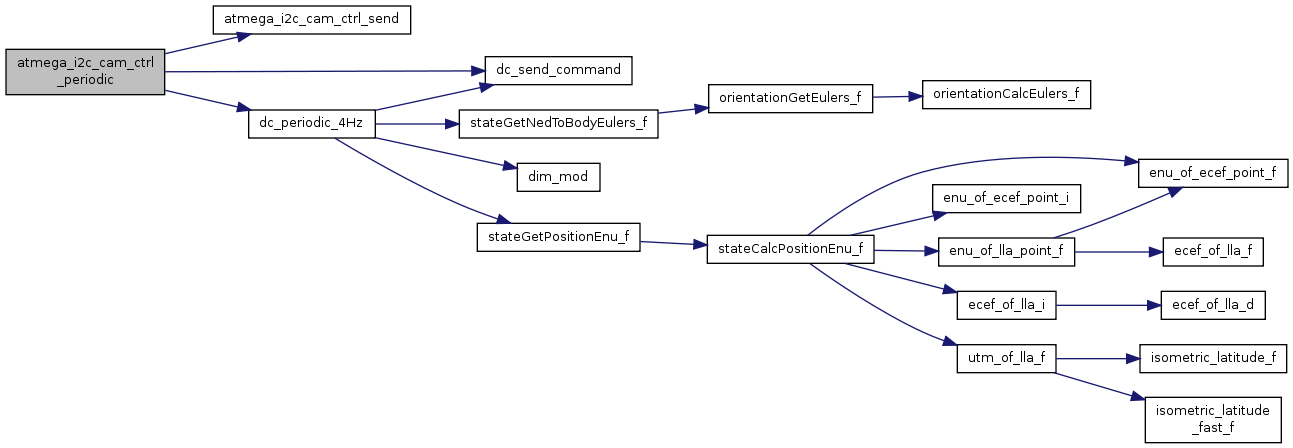 atmega_i2c_cam_ctrl
_periodic
atmega_i2c_cam_ctrl_send
dc_send_command
dc_periodic_4Hz
stateGetNedToBodyEulers_f
orientationGetEulers_f
orientationCalcEulers_f
dim_mod
stateGetPositionEnu_f
stateCalcPositionEnu_f
enu_of_ecef_point_f
enu_of_ecef_point_i
enu_of_lla_point_f
ecef_of_lla_f
ecef_of_lla_i
ecef_of_lla_d
utm_of_lla_f
isometric_latitude_f
isometric_latitude
_fast_f